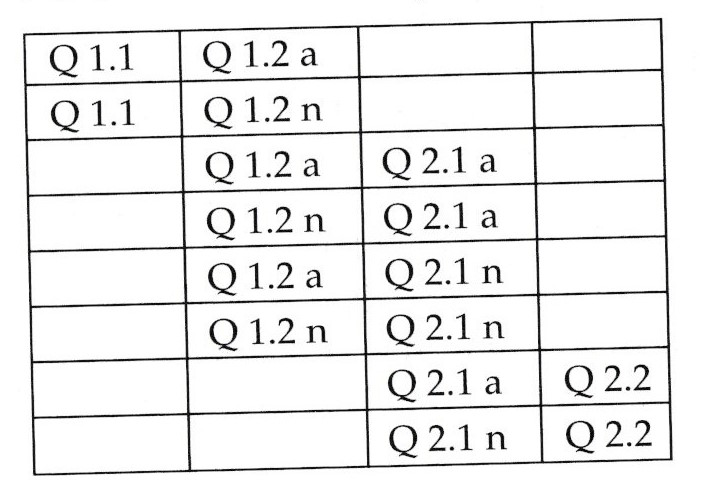 Q 1.1 Q 1.2 a
Q 1.1 Q 1.2 n
Q 1.2 a Q 2.1 a
Q 1.2 n Q 2.1 a
Q 1.2 a Q 2.1 n
Q 1.2 n Q 2.1 n
Q 2.1 a Q 2.2
Q 2.1 n Q 2.2